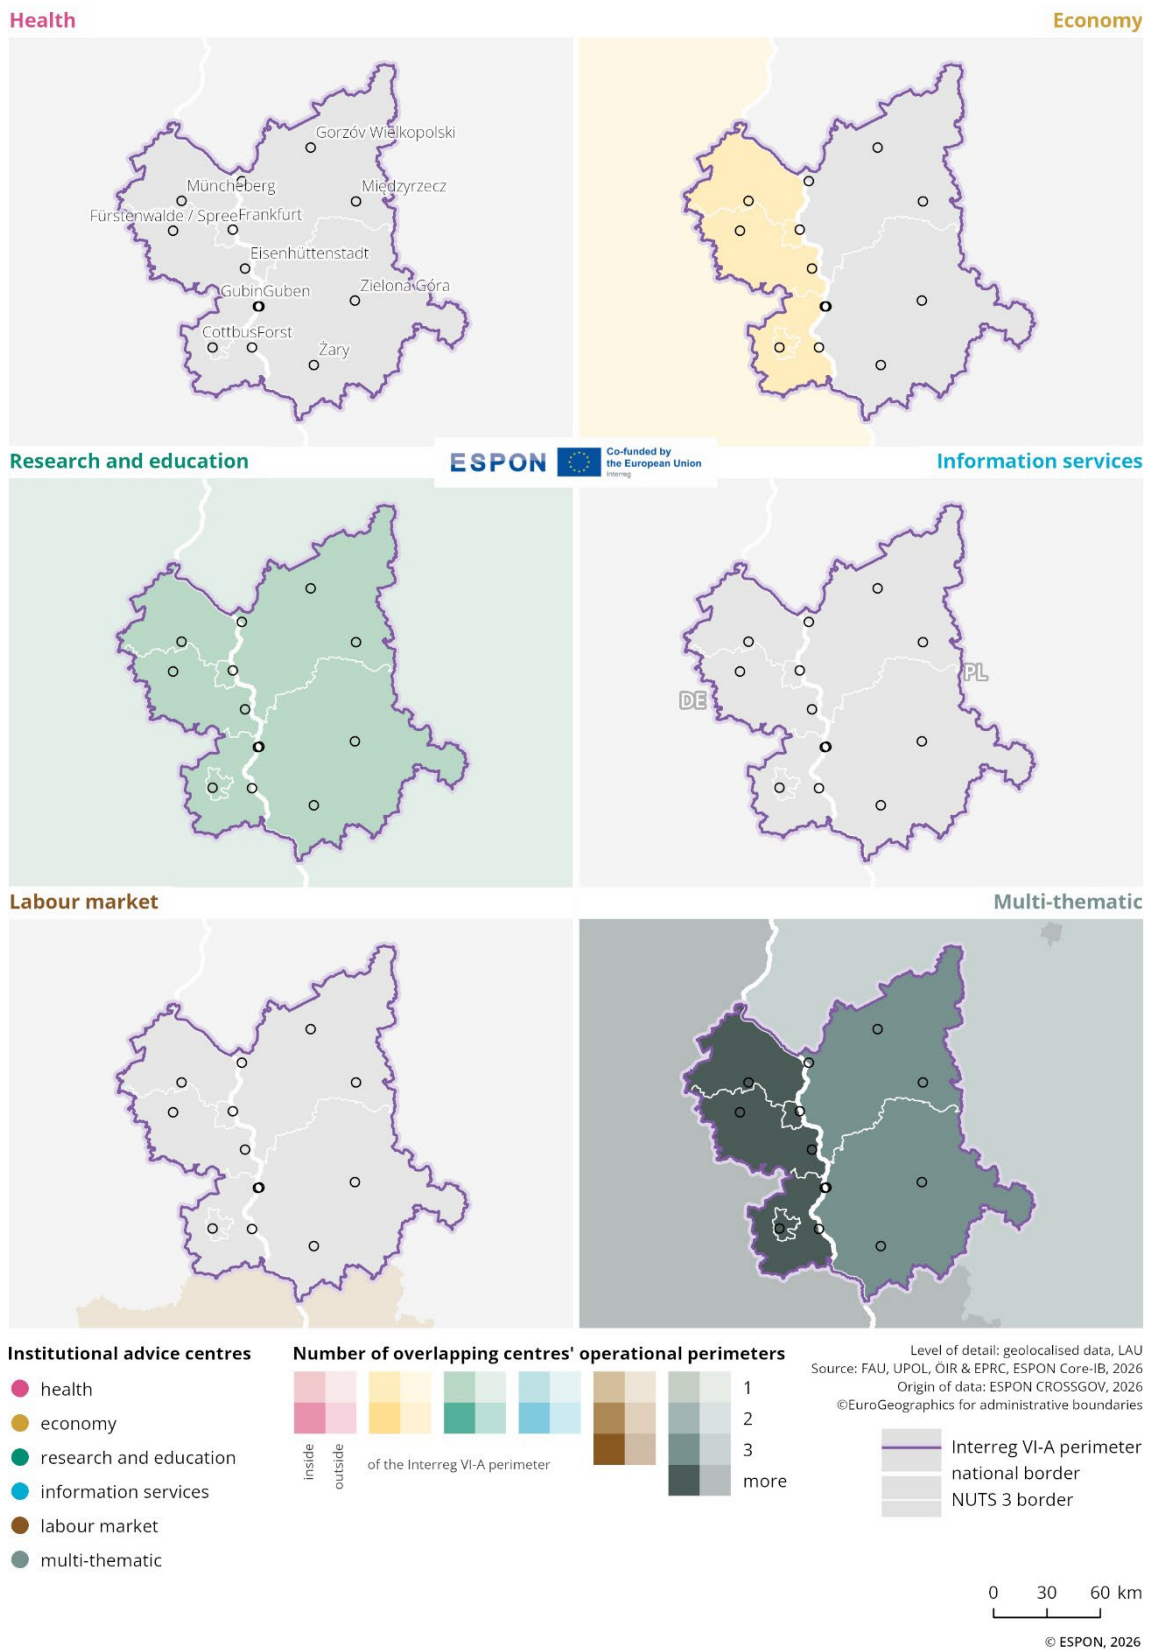 Health
Economy
Gorzóv Wielkopolski
Müncheberg
Międzyrzecz
Fürstenwalde / Spree
Frankfurt
Eisenhüttenstadt
Gubin
Guben
Zielona Góra
Cottbus
Forst
Żary
Research and education
ESPON
Co-funded by
the European Union
Interreg
Information services
DE
PL
Labour market
Multi-thematic
Institutional advice centres
health
economy
research and education
information services
labour market
multi-thematic
Number of overlapping centres' operational perimeters
1
2
3
more
inside
outside
of the Interreg VI-A perimeter
Level of detail: geolocalised data, LAU
Source: FAU, UPOL, ÖIR & EPRC, ESPON Core-IB, 2026
Origin of data: ESPON CROSSGOV, 2026
©EuroGeographics for administrative boundaries
Interreg VI-A perimeter
national border
NUTS 3 border
0 30 60 km
© ESPON, 2026